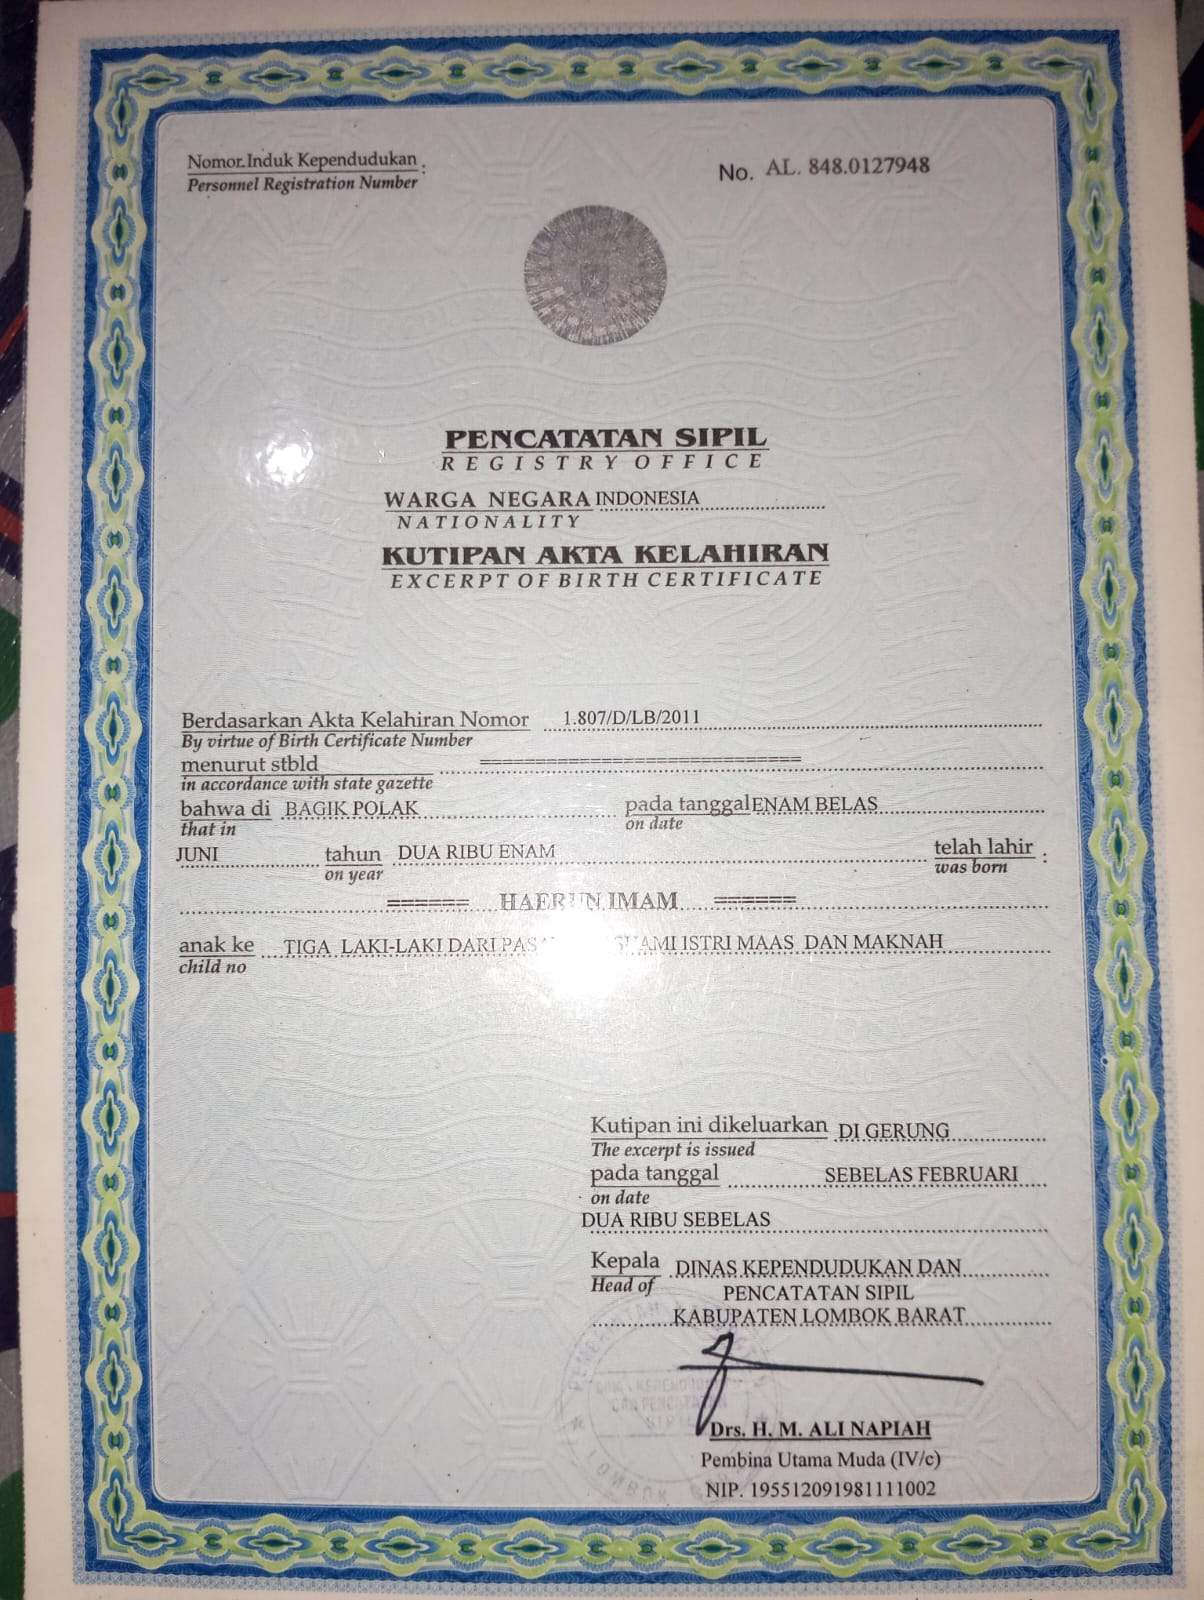 Nomor Induk Kependudukan :
Personnel Registration Number
No. AL. 848.0127948
PENCATATAN SIPIL
REGISTRY OFFICE
WARGA NEGARA INDONESIA
NATIONALITY
KUTIPAN AKTA KELAHIRAN
EXCERPT OF BIRTH CERTIFICATE
Berdasarkan Akta Kelahiran Nomor 1.807/D/LB/2011
By virtue of Birth Certificate Number
menurut stbld ============================
in accordance with state gazette
bahwa di BAGIK POLAK pada tanggal ENAM BELAS
that in on date
JUNI tahun DUA RIBU ENAM telah lahir :
on year was born
====== HAERUN IMAM ======
anak ke TIGA LAKI-LAKI DARI SUAMI ISTRI MAAS DAN MAKNAH
child no
Kutipan ini dikeluarkan DI GERUNG
The excerpt is issued
pada tanggal SEBELAS FEBRUARI
on date
DUA RIBU SEBELAS
Kepala DINAS KEPENDUDUKAN DAN
Head of PENCATATAN SIPIL
KABUPATEN LOMBOK BARAT
Drs. H. M. ALI NAPIAH
Pembina Utama Muda (IV/c)
NIP. 195512091981111002